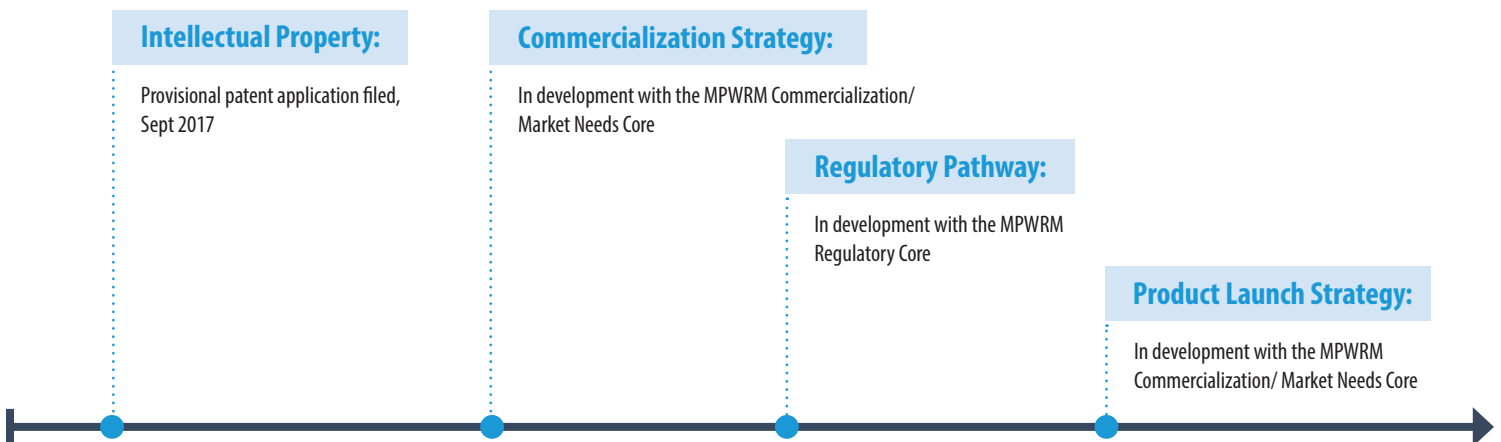 Intellectual Property:
Provisional patent application filed,
Sept 2017
Commercialization Strategy:
In development with the MPWRM Commercialization/
Market Needs Core
Regulatory Pathway:
In development with the MPWRM
Regulatory Core
Product Launch Strategy:
In development with the MPWRM
Commercialization/ Market Needs Core